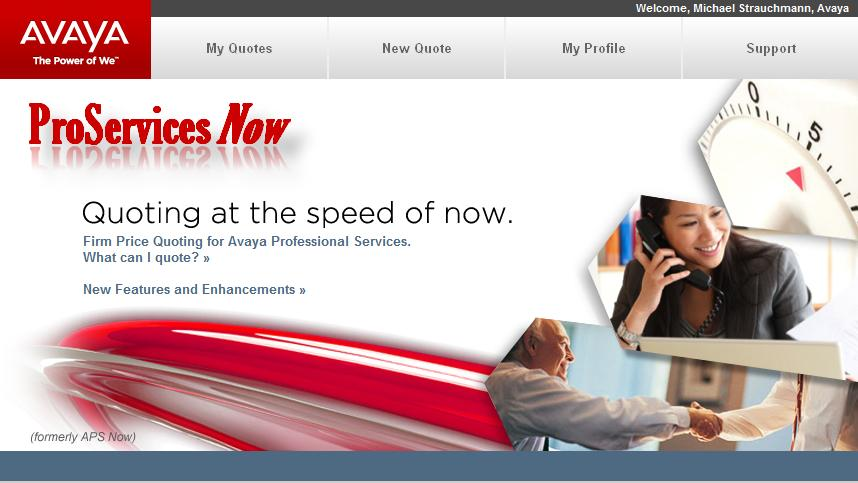 Welcome, Michael Strauchmann, Avaya
AVAYA
The Power of We™
My Quotes
New Quote
My Profile
Support
ProServices Now
0
5
Quoting at the speed of now.
Firm Price Quoting for Avaya Professional Services.
What can I quote? »
New Features and Enhancements »
(formerly APS Now)